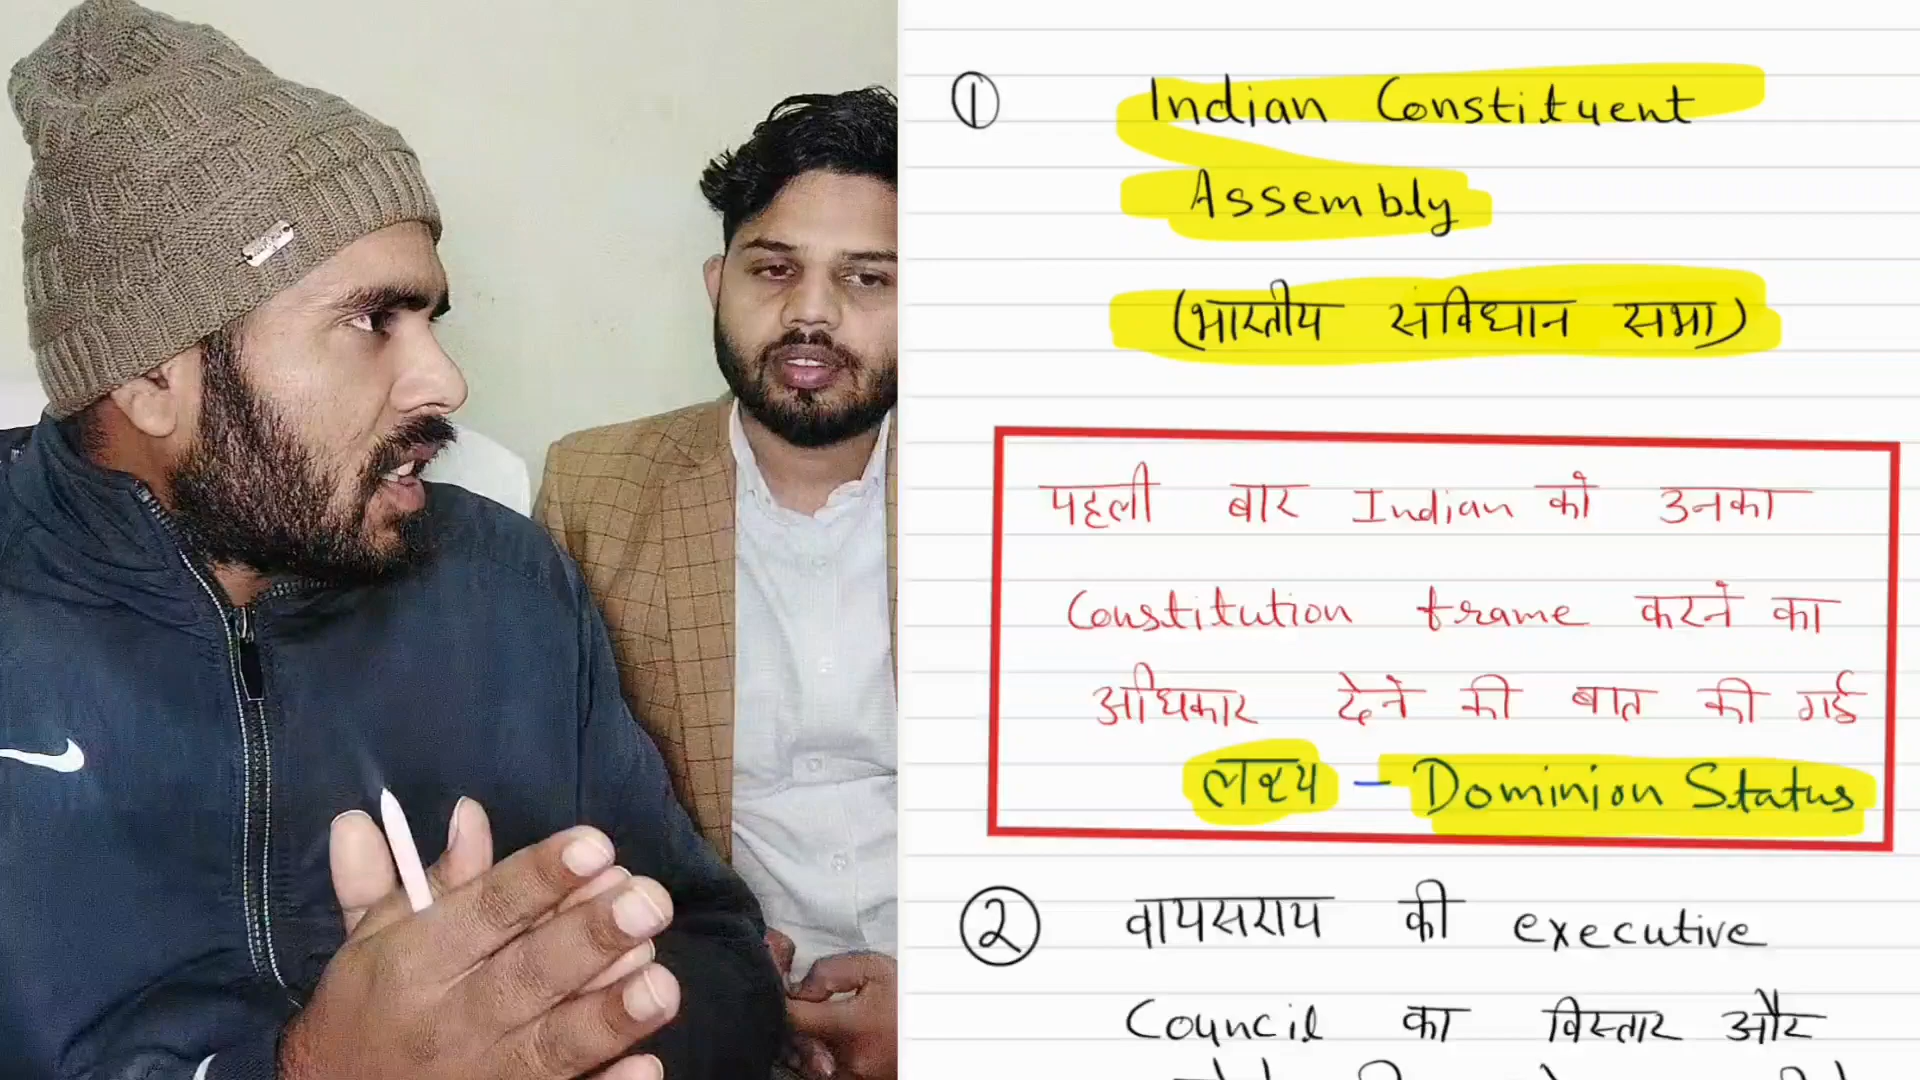 ① Indian Constituent
Assembly
(भारतीय संविधान सभा)
पहली बार Indian को उनका
Constitution frame करने का
अधिकार देने की बात की गई
लक्ष्य - Dominion Status
② वायसराय की executive
Council का विस्तार और